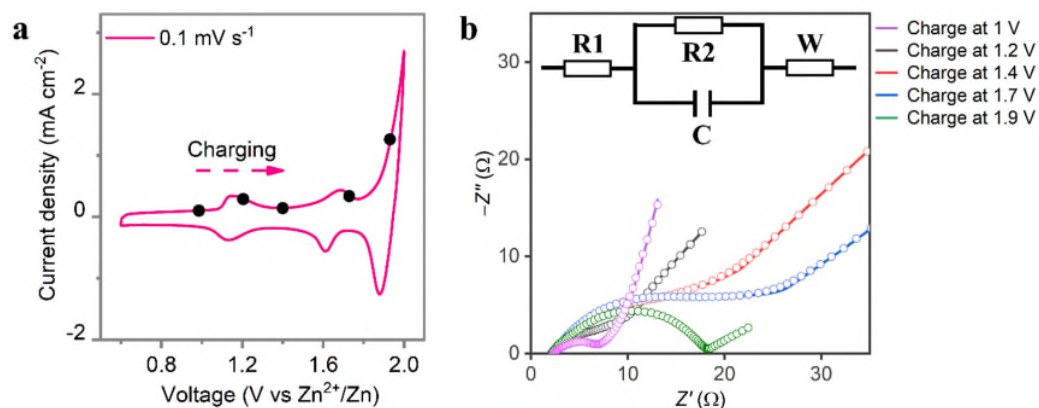 a
0.1 mV s⁻¹
Charging
Current density (mA cm⁻²)
2
0
-2
0.8
1.2
1.6
2.0
Voltage (V vs Zn²⁺/Zn)
b
R1
R2
C
W
Charge at 1 V
Charge at 1.2 V
Charge at 1.4 V
Charge at 1.7 V
Charge at 1.9 V
−Z″ (Ω)
30
20
10
0
0
10
20
30
Z′ (Ω)